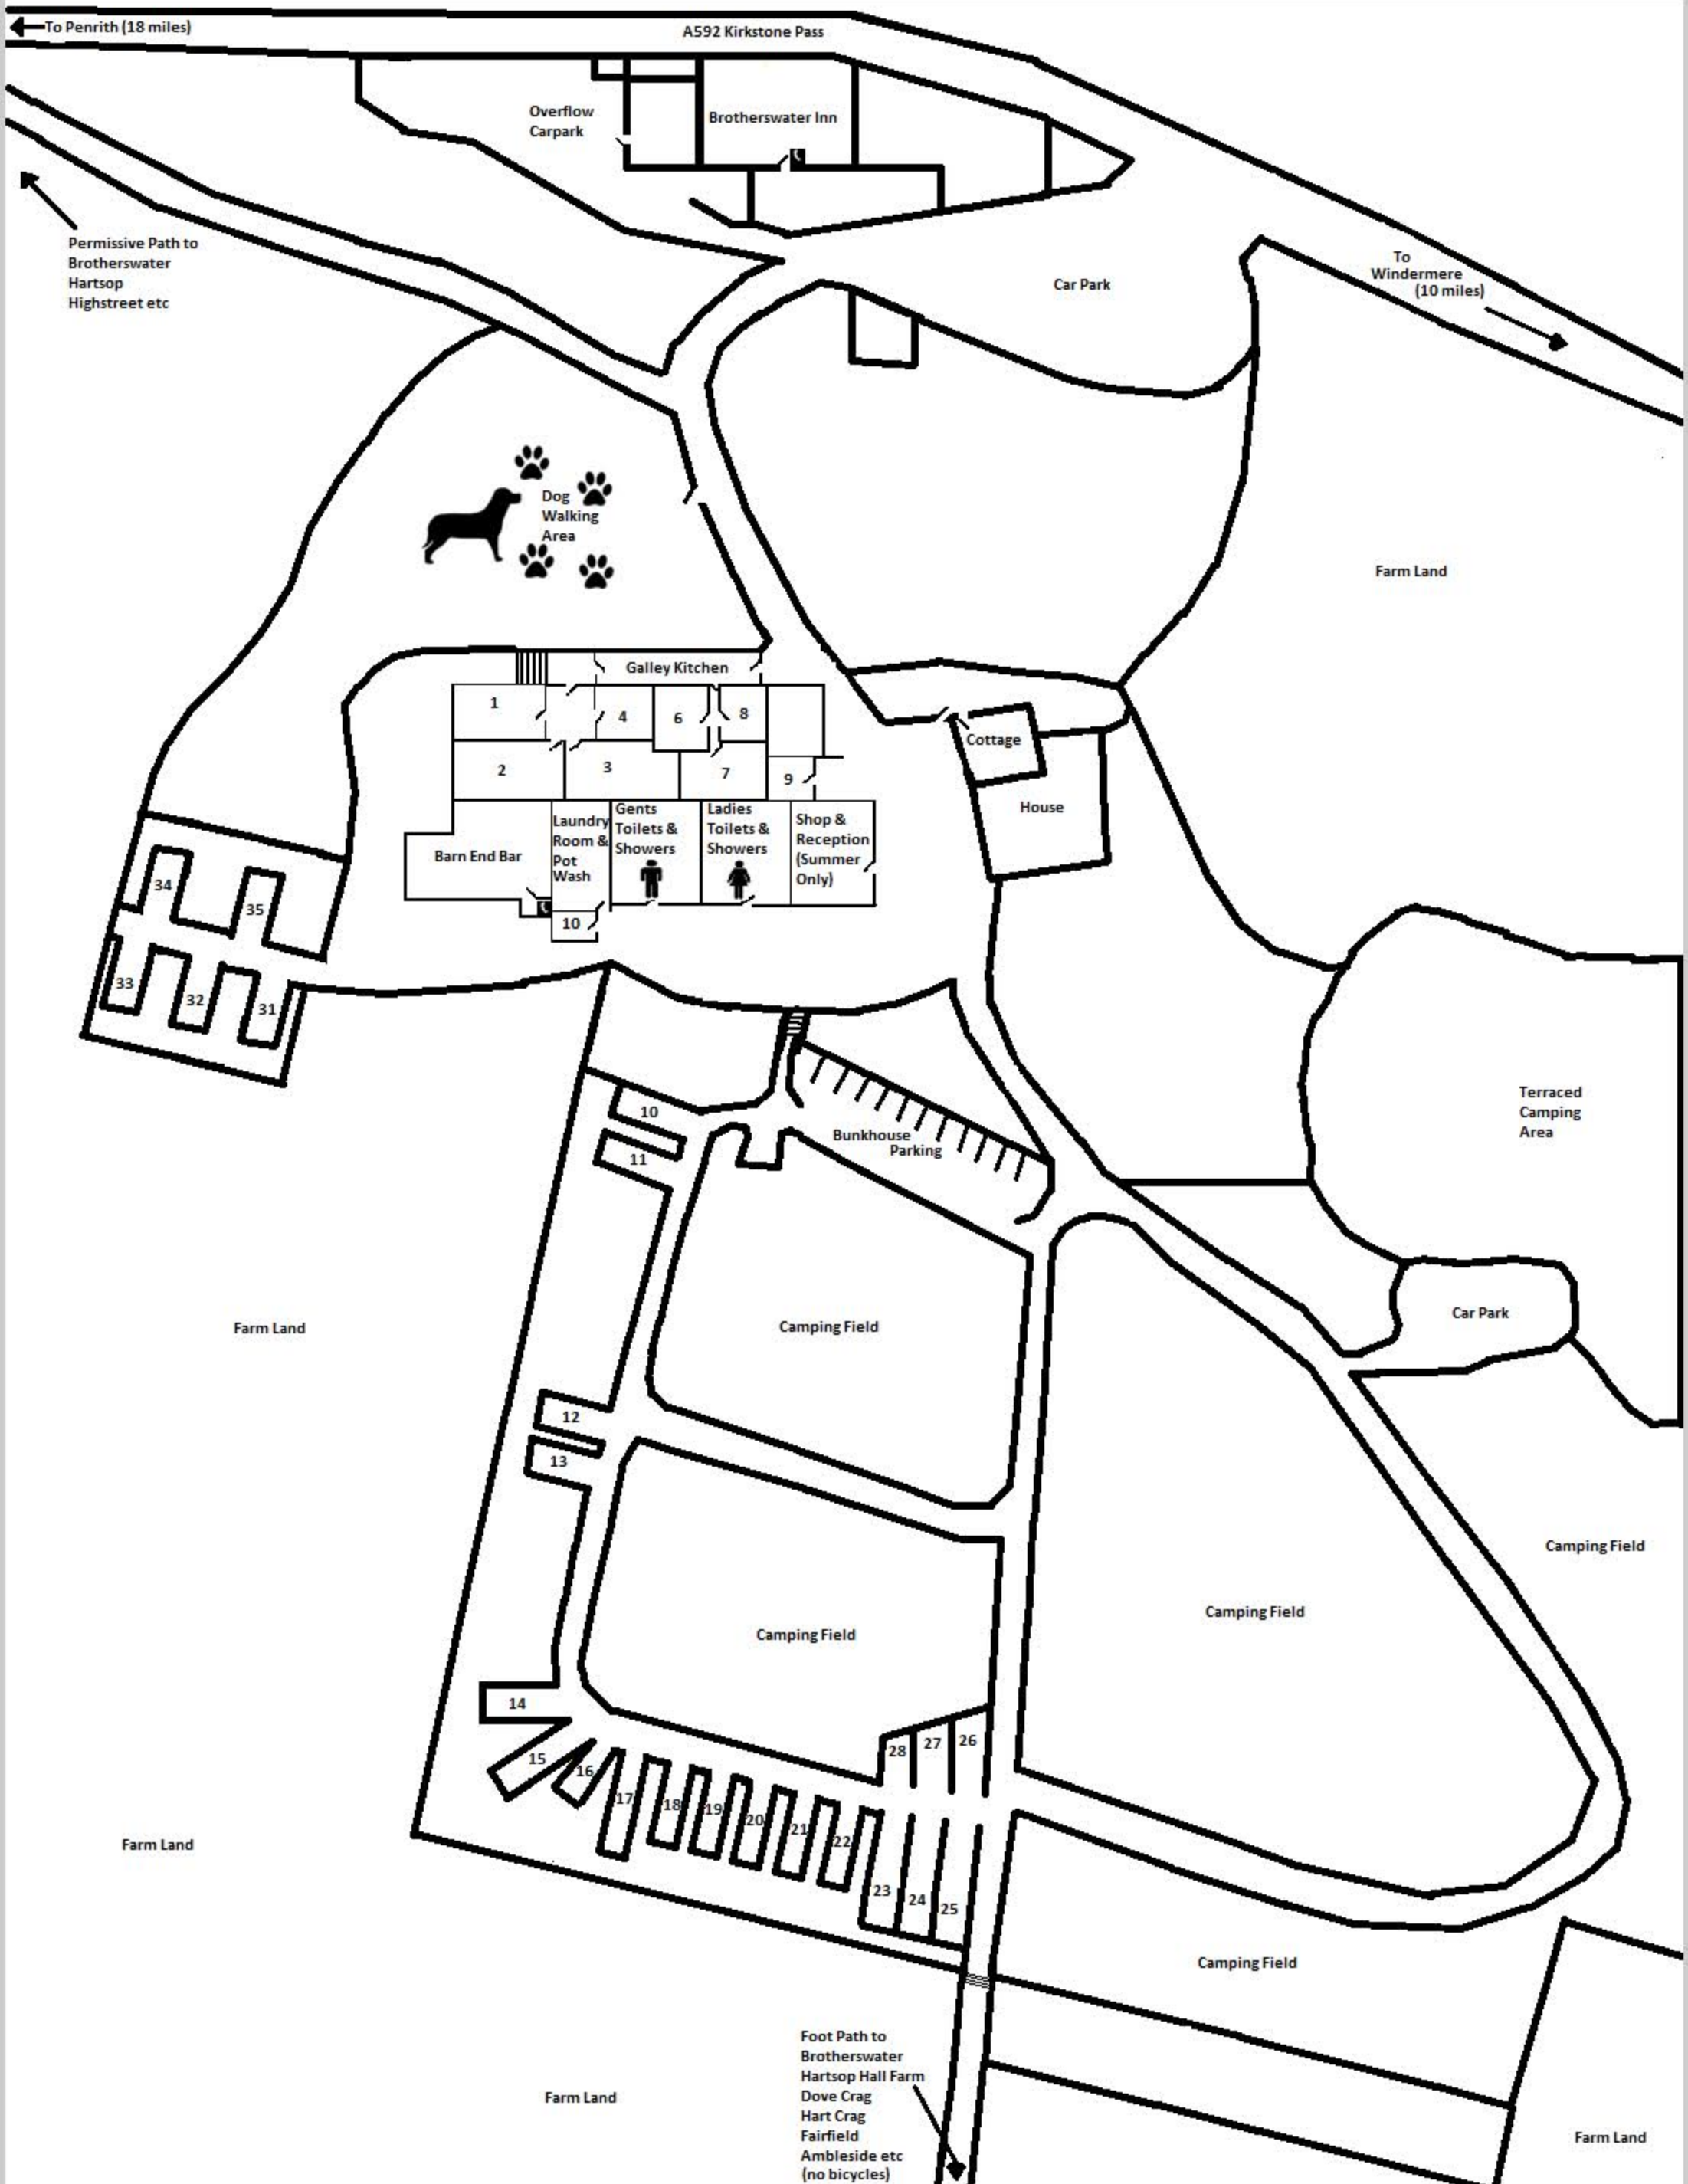 To Penrith (18 miles)
A592 Kirkstone Pass
Overflow
Carpark
Brotherswater Inn
Permissive Path to
Brotherswater
Hartsop
Highstreet etc
To
Windermere
(10 miles)
Car Park
Dog
Walking
Area
Farm Land
Galley Kitchen
1
4
6
8
2
3
7
9
Cottage
House
Barn End Bar
Laundry
Room &
Pot
Wash
Gents
Toilets &
Showers
Ladies
Toilets &
Showers
Shop &
Reception
(Summer
Only)
10
34
35
33
32
31
10
11
Bunkhouse
Parking
Terraced
Camping
Area
Farm Land
Camping Field
Car Park
12
13
Camping Field
Camping Field
Camping Field
14
15
16
17
18
19
20
21
22
23
24
25
28
27
26
Farm Land
Camping Field
Foot Path to
Brotherswater
Hartsop Hall Farm
Dove Crag
Hart Crag
Fairfield
Ambleside etc
(no bicycles)
Farm Land
Farm Land